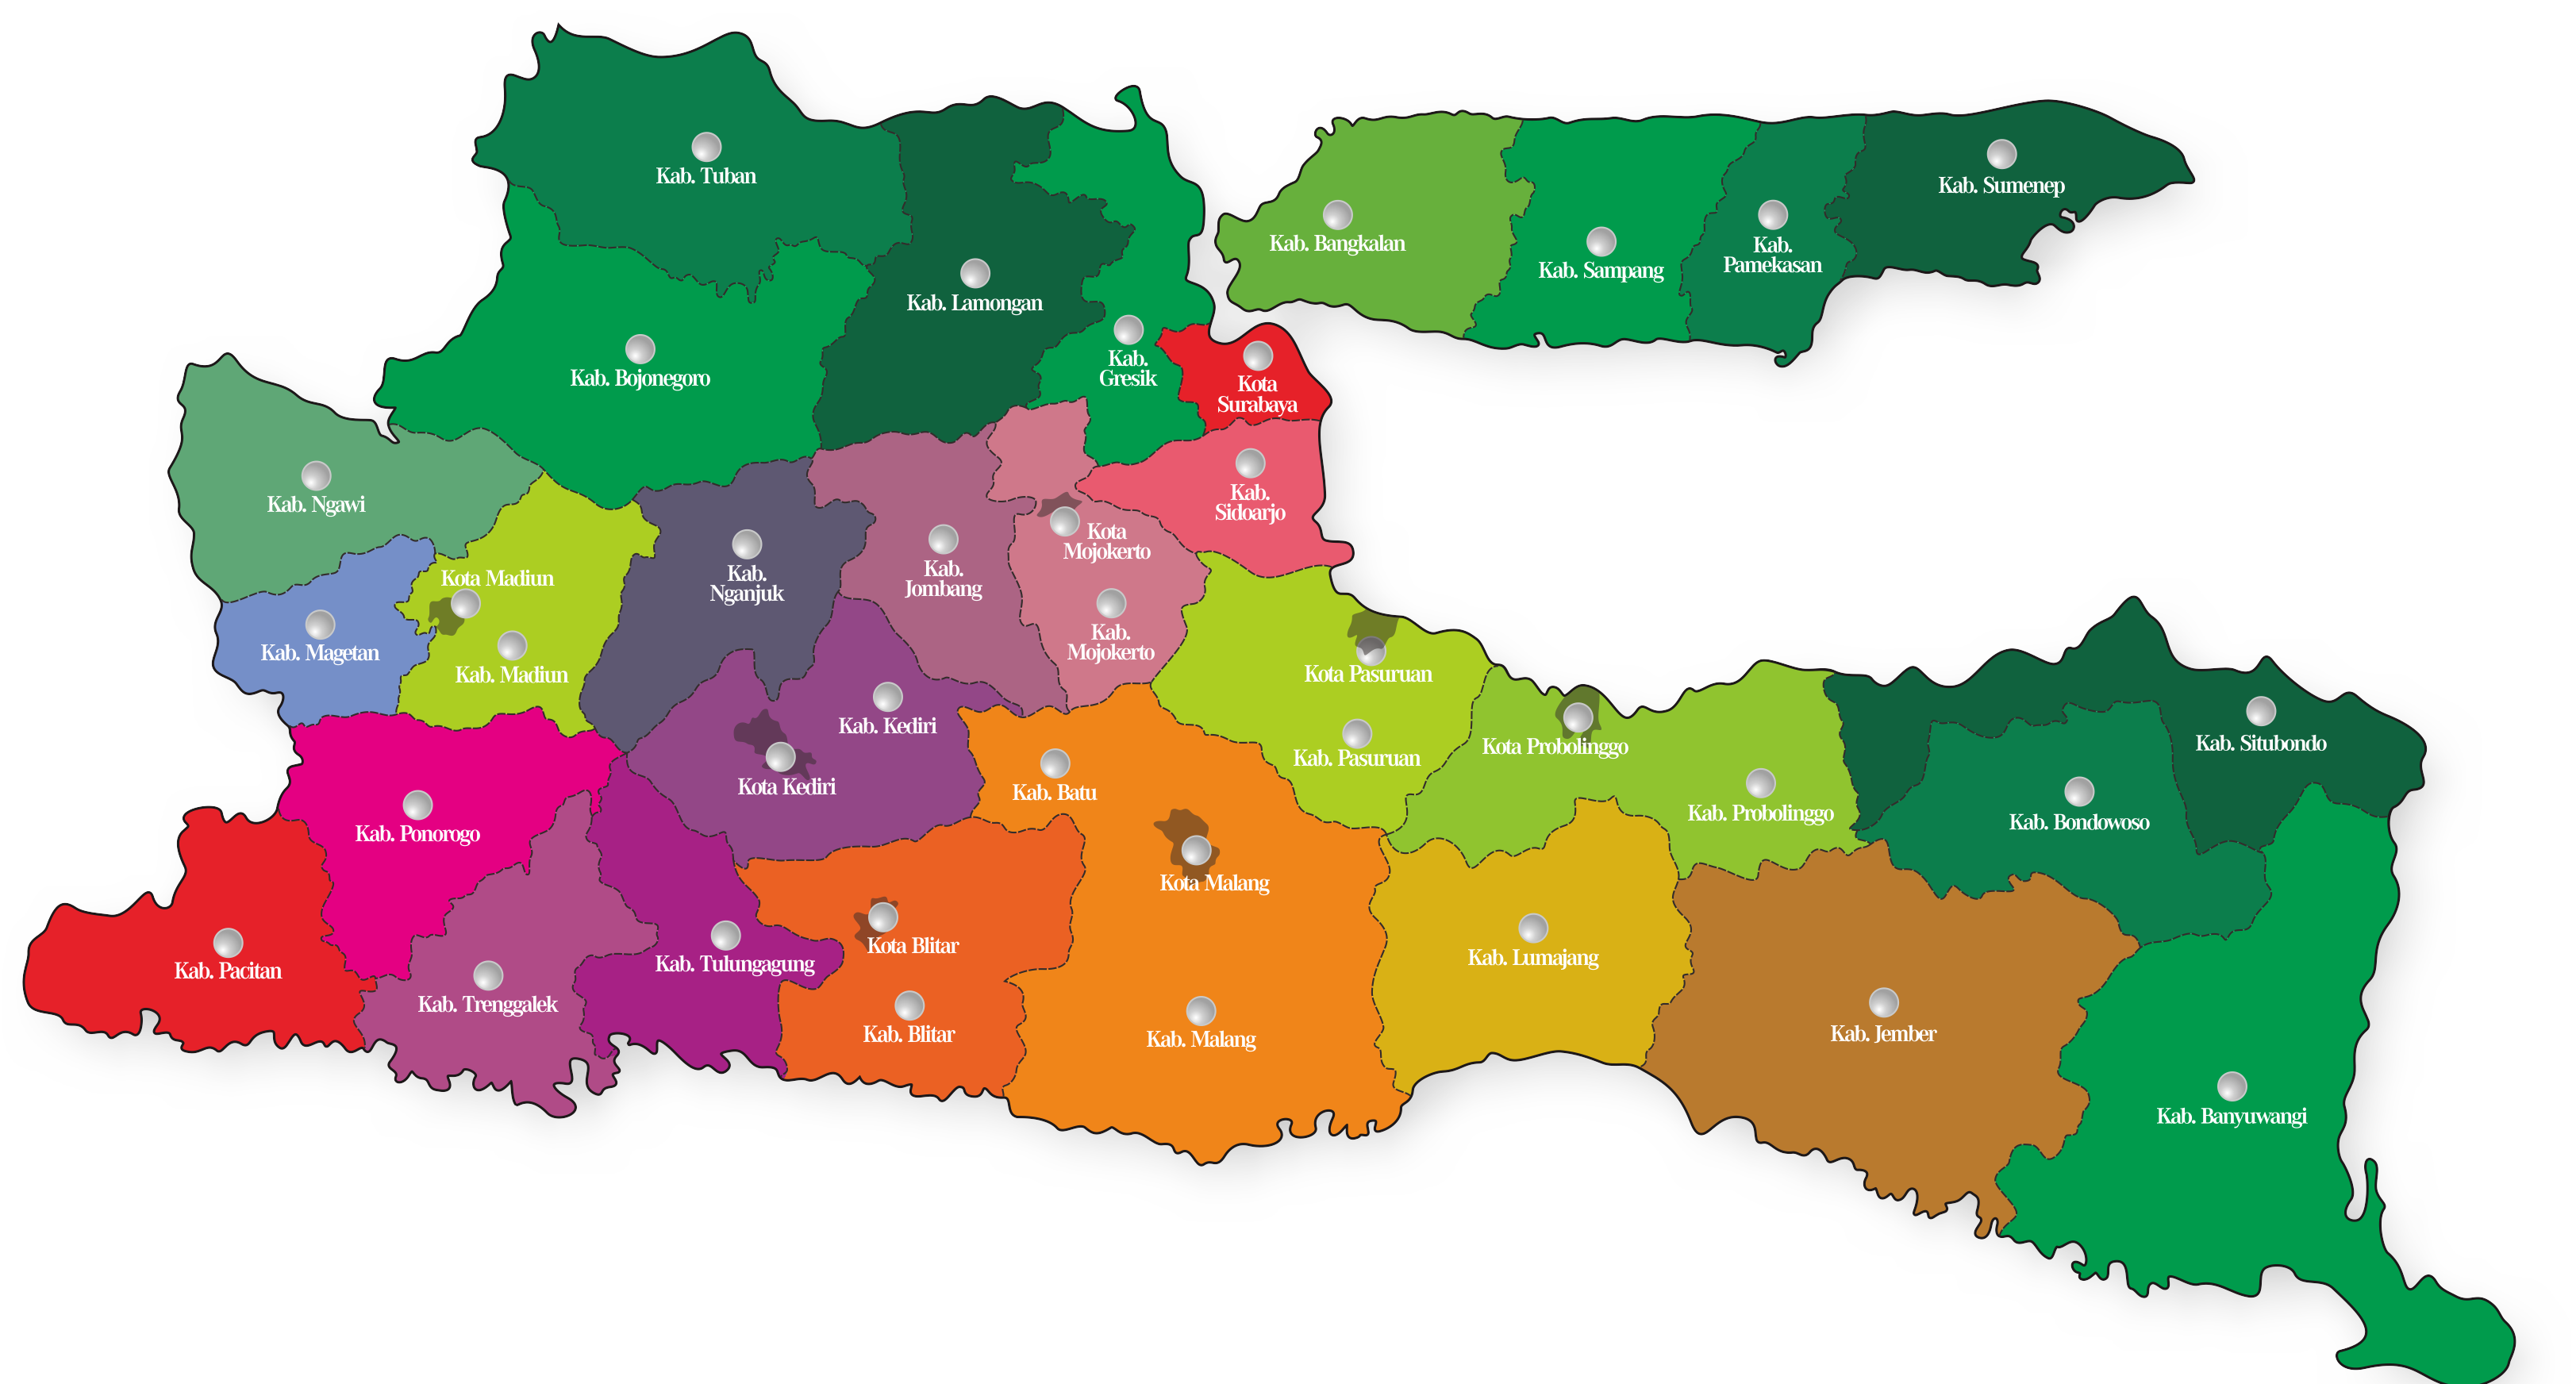 Kab. Tuban
Kab. Sumenep
Kab. Bangkalan
Kab. Sampang
Kab.
Pamekasan
Kab. Lamongan
Kab. Bojonegoro
Kab.
Gresik
Kota
Surabaya
Kab. Ngawi
Kab.
Sidoarjo
Kota
Mojokerto
Kota Madiun
Kab.
Nganjuk
Kab.
Jombang
Kab. Magetan
Kab. Madiun
Kab.
Mojokerto
Kota Pasuruan
Kab. Kediri
Kab. Pasuruan
Kota Probolinggo
Kab. Situbondo
Kota Kediri
Kab. Batu
Kab. Probolinggo
Kab. Bondowoso
Kab. Ponorogo
Kota Malang
Kota Blitar
Kab. Lumajang
Kab. Pacitan
Kab. Tulungagung
Kab. Trenggalek
Kab. Blitar
Kab. Malang
Kab. Jember
Kab. Banyuwangi